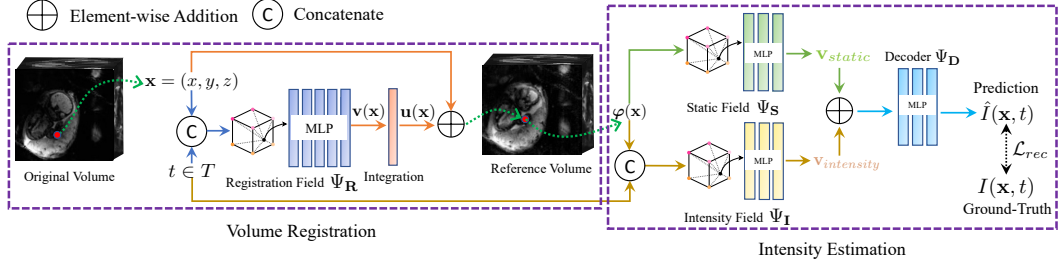 Element-wise Addition
C Concatenate
x = (x, y, z)
C
t ∈ T
Original Volume
MLP
Registration Field Ψ_R
v(x)
u(x)
Integration
Reference Volume
Volume Registration
φ(x)
C
MLP
Static Field Ψ_S
v_static
MLP
Intensity Field Ψ_I
v_intensity
Decoder Ψ_D
MLP
Prediction
Î(x, t)
ℒ_rec
I(x, t)
Ground-Truth
Intensity Estimation